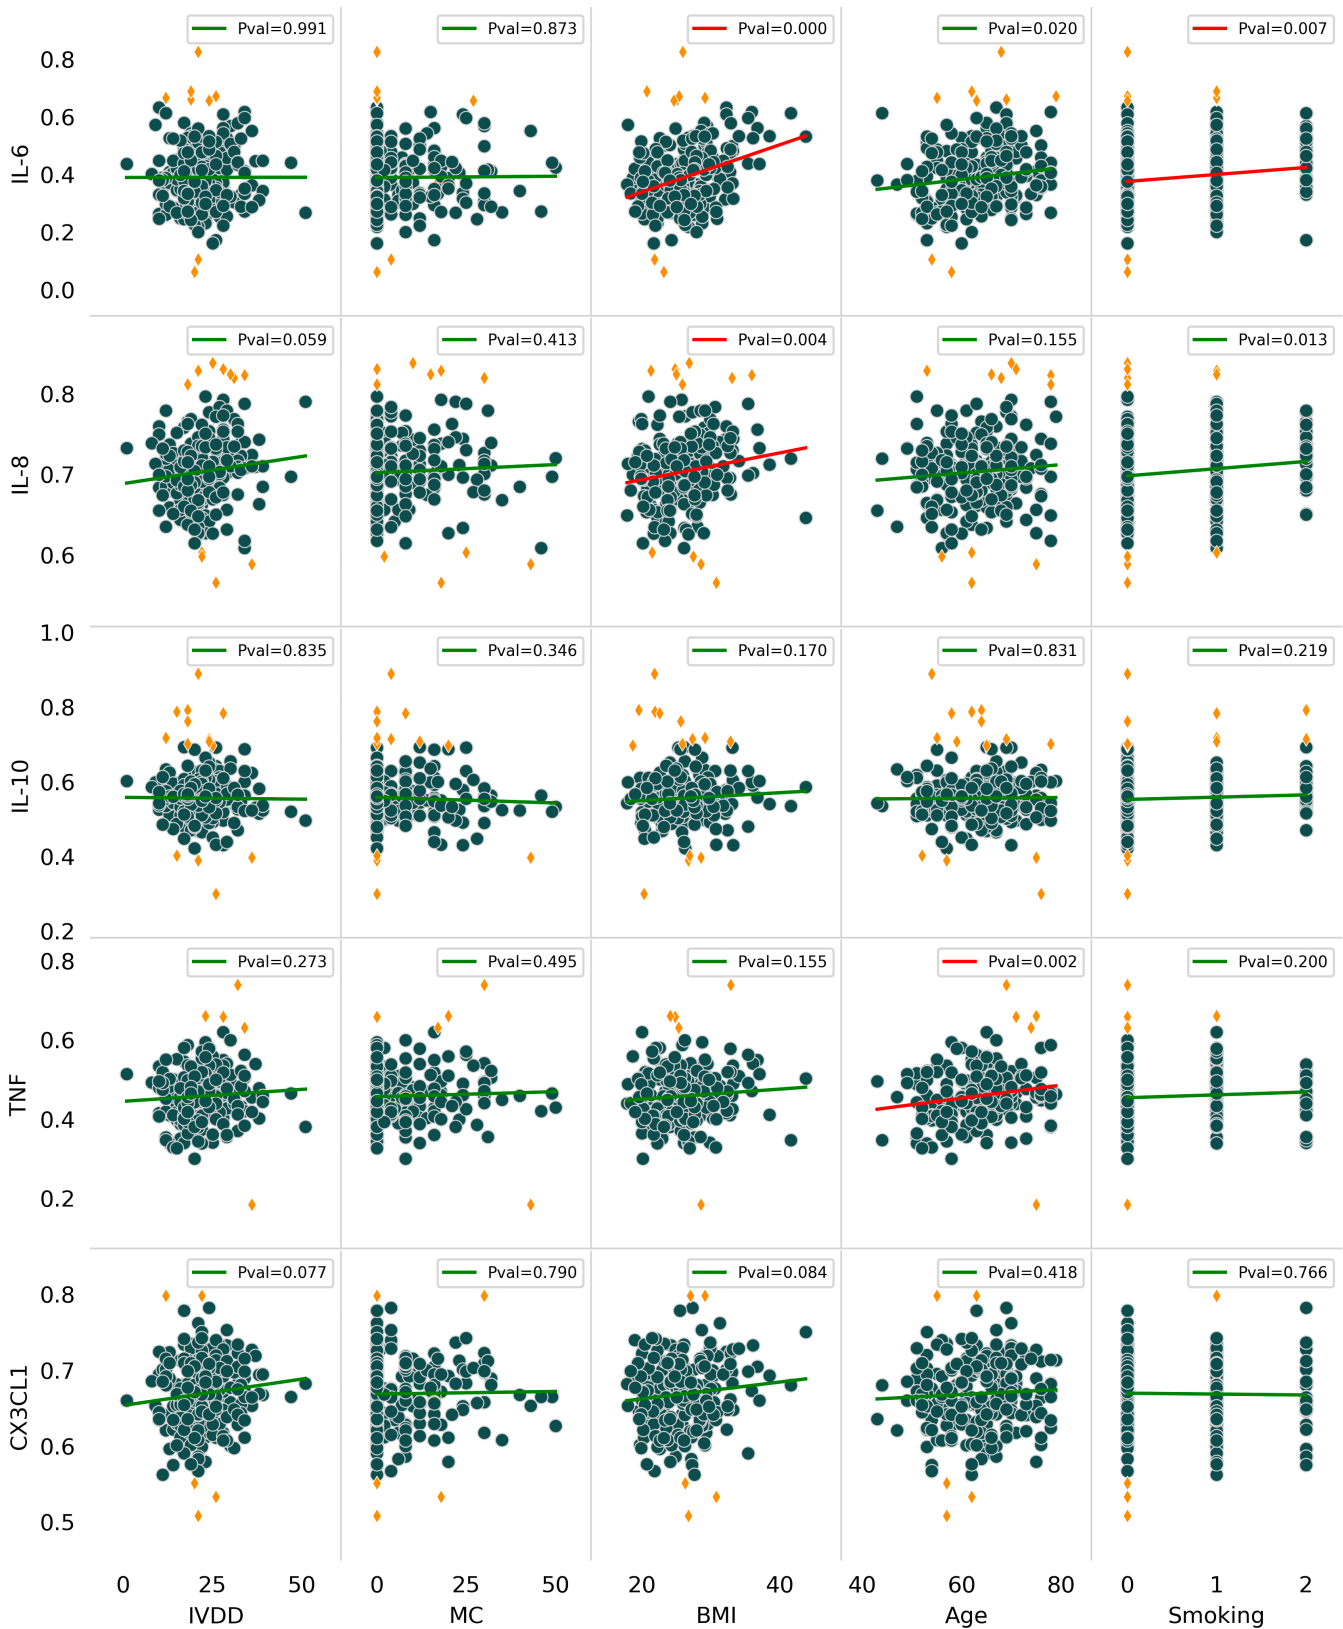 Pval=0.991 Pval=0.873 Pval=0.000 Pval=0.020 Pval=0.007
0.8
0.6
0.4
0.2
0.0
IL-6
Pval=0.059 Pval=0.413 Pval=0.004 Pval=0.155 Pval=0.013
0.8
0.7
0.6
IL-8
1.0
Pval=0.835 Pval=0.346 Pval=0.170 Pval=0.831 Pval=0.219
0.8
0.6
0.4
0.2
IL-10
Pval=0.273 Pval=0.495 Pval=0.155 Pval=0.002 Pval=0.200
0.8
0.6
0.4
0.2
TNF
Pval=0.077 Pval=0.790 Pval=0.084 Pval=0.418 Pval=0.766
0.8
0.7
0.6
0.5
CX3CL1
0 25 50 0 25 50 20 40 40 60 80 0 1 2
IVDD MC BMI Age Smoking